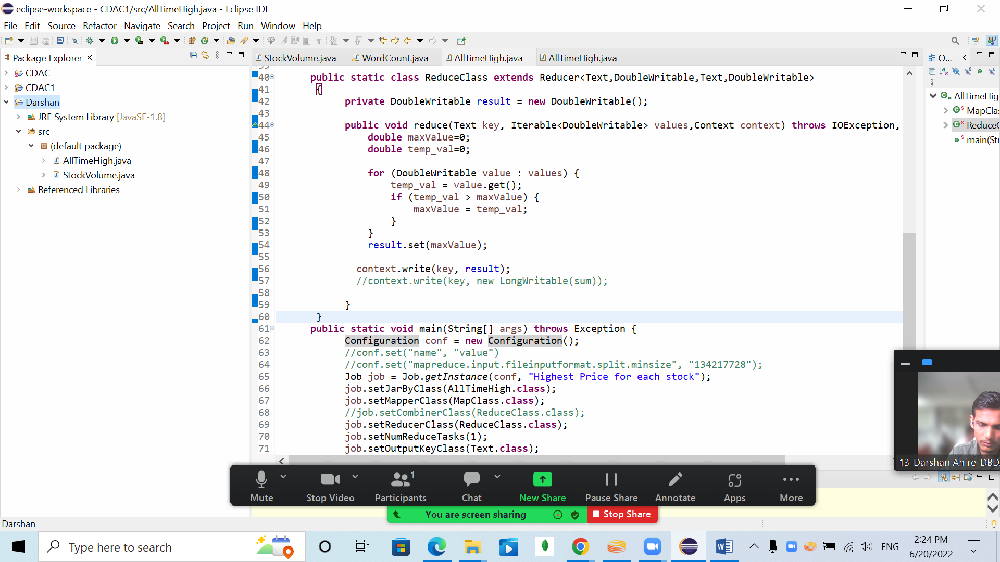 eclipse-workspace - CDAC1/src/AllTimeHigh.java - Eclipse IDE
File Edit Source Refactor Navigate Search Project Run Window Help
Package Explorer
StockVolume.java WordCount.java AllTimeHigh.java AllTimeHigh.java
O...
CDAC
CDAC1
Darshan
JRE System Library [JavaSE-1.8]
src
(default package)
AllTimeHigh.java
StockVolume.java
Referenced Libraries
39
40 public static class ReduceClass extends Reducer<Text,DoubleWritable,Text,DoubleWritable>
41 {
42 private DoubleWritable result = new DoubleWritable();
43
44 public void reduce(Text key, Iterable<DoubleWritable> values,Context context) throws IOException,
45 double maxValue=0;
46 double temp_val=0;
47
48 for (DoubleWritable value : values) {
49 temp_val = value.get();
50 if (temp_val > maxValue) {
51 maxValue = temp_val;
52 }
53 }
54 result.set(maxValue);
55
56 context.write(key, result);
57 //context.write(key, new LongWritable(sum));
58
59 }
60 }
61 public static void main(String[] args) throws Exception {
62 Configuration conf = new Configuration();
63 //conf.set("name", "value")
64 //conf.set("mapreduce.input.fileinputformat.split.minsize", "134217728");
65 Job job = Job.getInstance(conf, "Highest Price for each stock");
66 job.setJarByClass(AllTimeHigh.class);
67 job.setMapperClass(MapClass.class);
68 //job.setCombinerClass(ReduceClass.class);
69 job.setReducerClass(ReduceClass.class);
70 job.setNumReduceTasks(1);
71 job.setOutputKeyClass(Text.class);
AllTimeHig
MapClas
ReduceC
main(Str
13_Darshan Ahire_DBD
1
Mute Stop Video Participants Chat New Share Pause Share Annotate Apps More
You are screen sharing Stop Share
Darshan
Type here to search
ENG
2:24 PM
6/20/2022